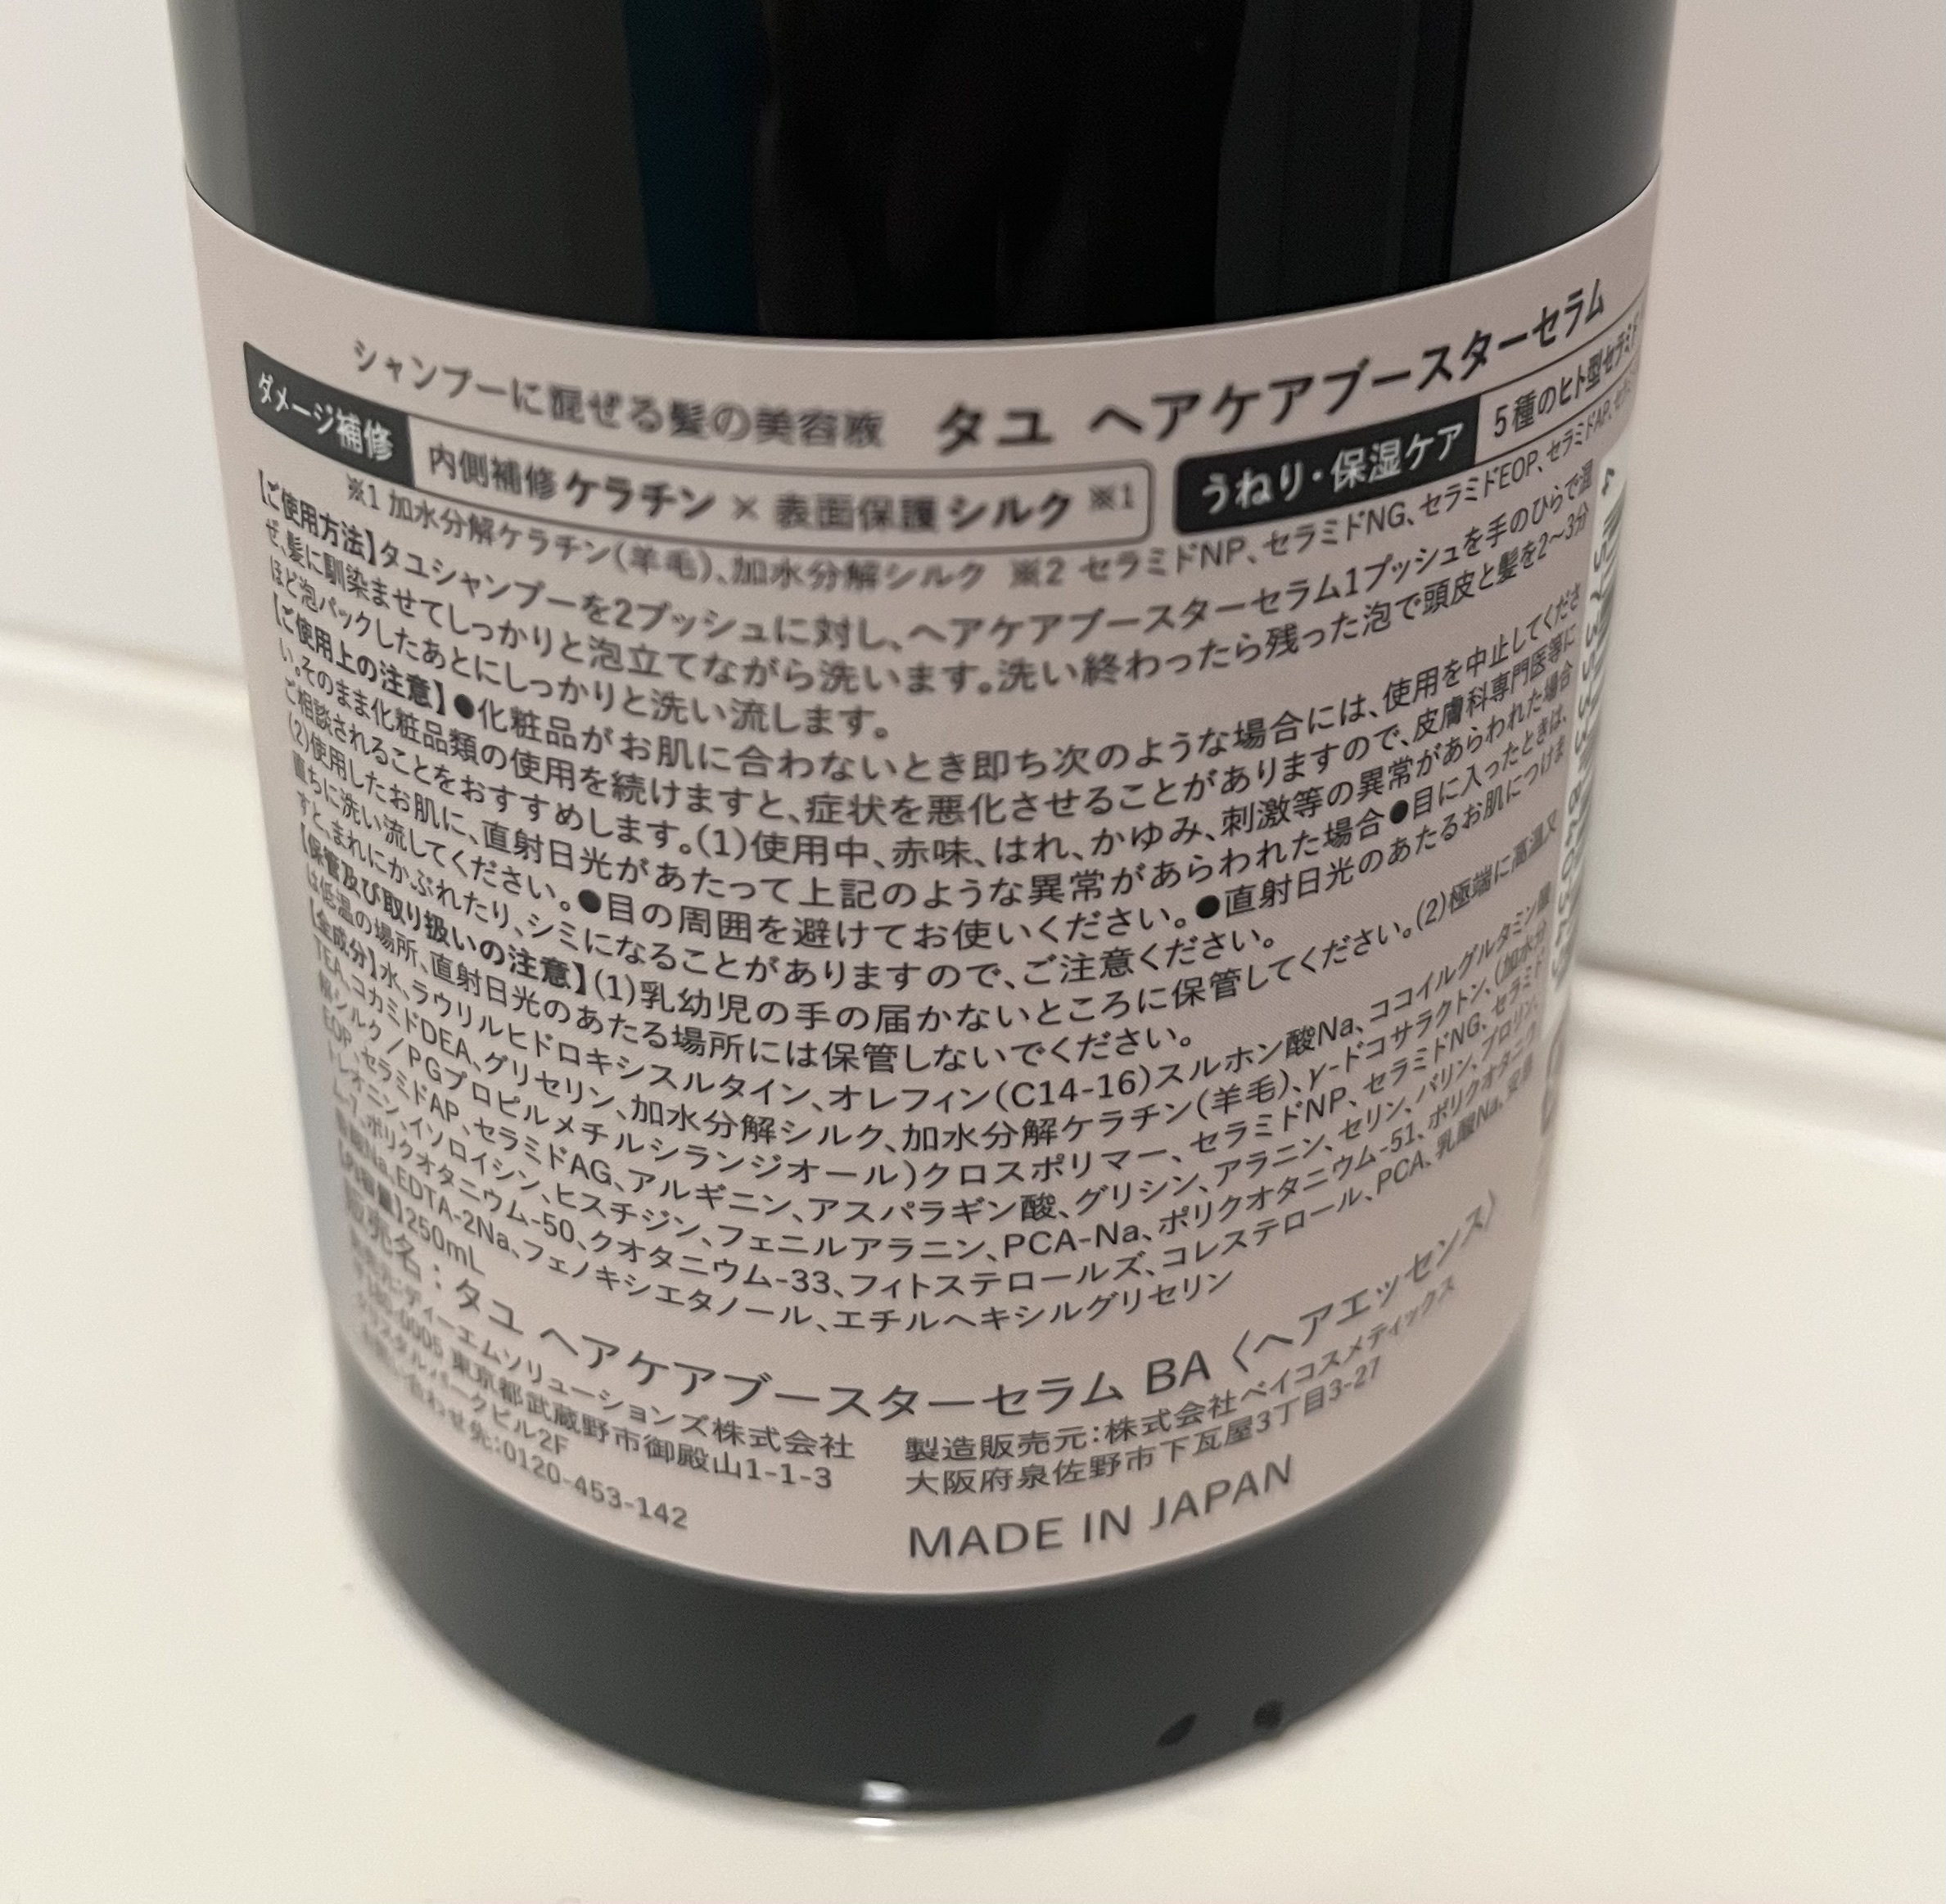 シャンプーに混ぜる髪の美容液 タユ ヘアケアブースターセラム
ダメージ補修 内側補修ケラチン×表面保護シルク※1 うねり・保湿ケア 5種のヒト型セラミド
※1 加水分解ケラチン(羊毛)、加水分解シルク ※2 セラミドNP、セラミドNG、セラミドEOP、セラミドAP、
【ご使用方法】タユシャンプーを2プッシュに対し、ヘアケアブースターセラム1プッシュを手のひらで混
ぜ、髪に馴染ませてしっかりと泡立てながら洗います。洗い終わったら残った泡で頭皮と髪を2〜3分
ほど泡パックしたあとにしっかりと洗い流します。
【ご使用上の注意】●化粧品がお肌に合わないとき即ち次のような場合には、使用を中止してくださ
い。そのまま化粧品類の使用を続けますと、症状を悪化させることがありますので、皮膚科専門医等に
ご相談されることをおすすめします。(1)使用中、赤味、はれ、かゆみ、刺激等の異常があらわれた場合
(2)使用したお肌に、直射日光があたって上記のような異常があらわれた場合●目に入ったときは、
直ちに洗い流してください。●目の周囲を避けてお使いください。●直射日光のあたるお肌につけま
すと、まれにかぶれたり、シミになることがありますので、ご注意ください。
【保管及び取り扱いの注意】(1)乳幼児の手の届かないところに保管してください。(2)極端に高温又
は低温の場所、直射日光のあたる場所には保管しないでください。
【全成分】水、ラウリルヒドロキシスルタイン、オレフィン(C14-16)スルホン酸Na、ココイルグルタミン酸
TEA、コカミドDEA、グリセリン、加水分解シルク、加水分解ケラチン(羊毛)、γ-ドコサラクトン、(加水分
解シルク/PGプロピルメチルシランジオール)クロスポリマー、セラミドNP、セラミドNG、セラミド
EOP、セラミドAP、セラミドAG、アルギニン、アスパラギン酸、グリシン、アラニン、セリン、バリン、プロリン、
トレオニン、イソロイシン、ヒスチジン、フェニルアラニン、PCA-Na、ポリクオタニウム-51、ポリクオタニウ
ム-7、ポリクオタニウム-50、クオタニウム-33、フィトステロールズ、コレステロール、PCA、乳酸Na、安息
香酸Na、EDTA-2Na、フェノキシエタノール、エチルヘキシルグリセリン
【内容量】250mL
販売名：タユ ヘアケアブースターセラム BA〈ヘアエッセンス〉
発売元:ディーエムソリューションズ株式会社 製造販売元:株式会社ベイコスメティックス
〒180-0005 東京都武蔵野市御殿山1-1-3 大阪府泉佐野市下瓦屋3丁目3-27
クリスタルパークビル2F
お問い合わせ先:0120-453-142 MADE IN JAPAN